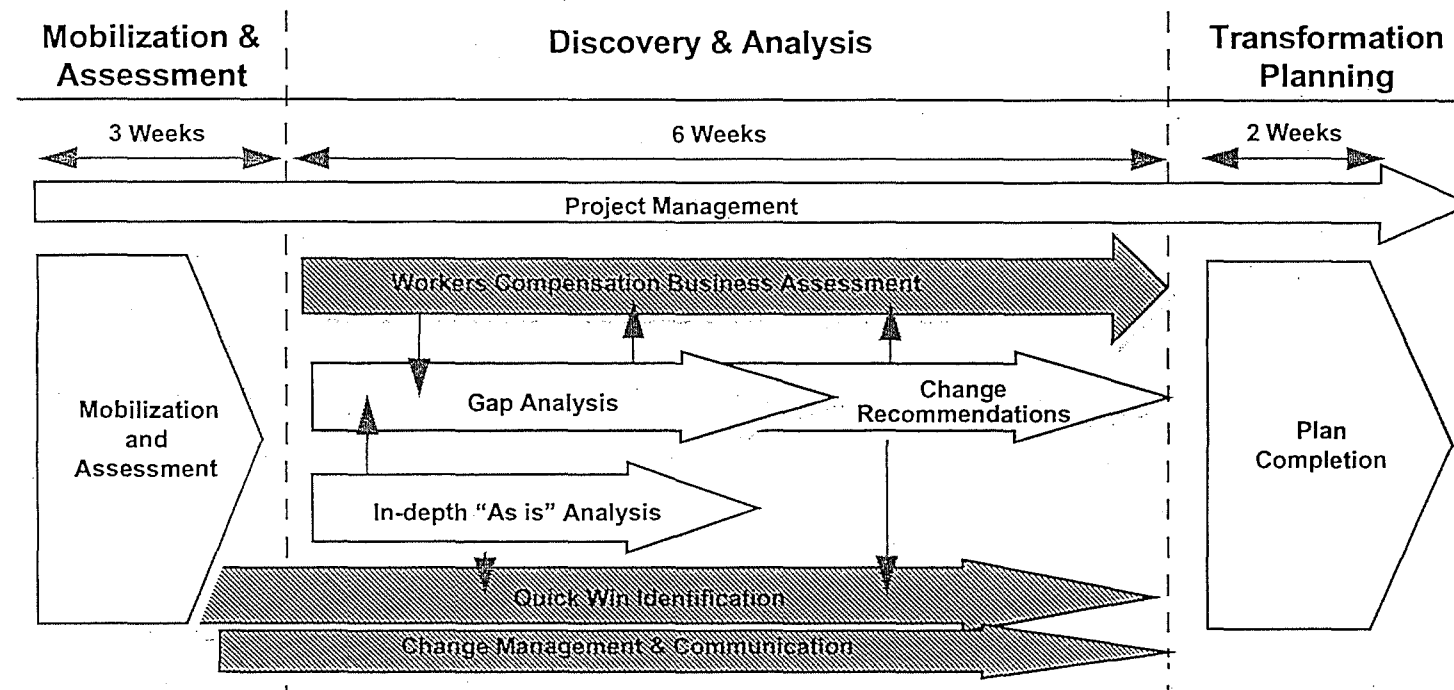 Mobilization &
Assessment
Discovery & Analysis
Transformation
Planning
3 Weeks
6 Weeks
2 Weeks
Project Management
Workers Compensation Business Assessment
Gap Analysis
Change
Recommendations
Mobilization
and
Assessment
Plan
Completion
In-depth “As is” Analysis
Quick Win Identification
Change Management & Communication